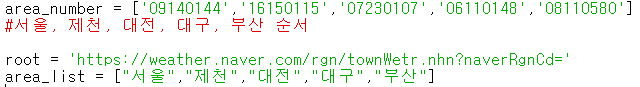 area_number = ['09140144','16150115','07230107','06110148','08110580']
#서울, 제천, 대전, 대구, 부산 순서
root = 'https://weather.naver.com/rgn/townWetr.nhn?naverRgnCd='
area_list = ["서울","제천","대전","대구","부산"]